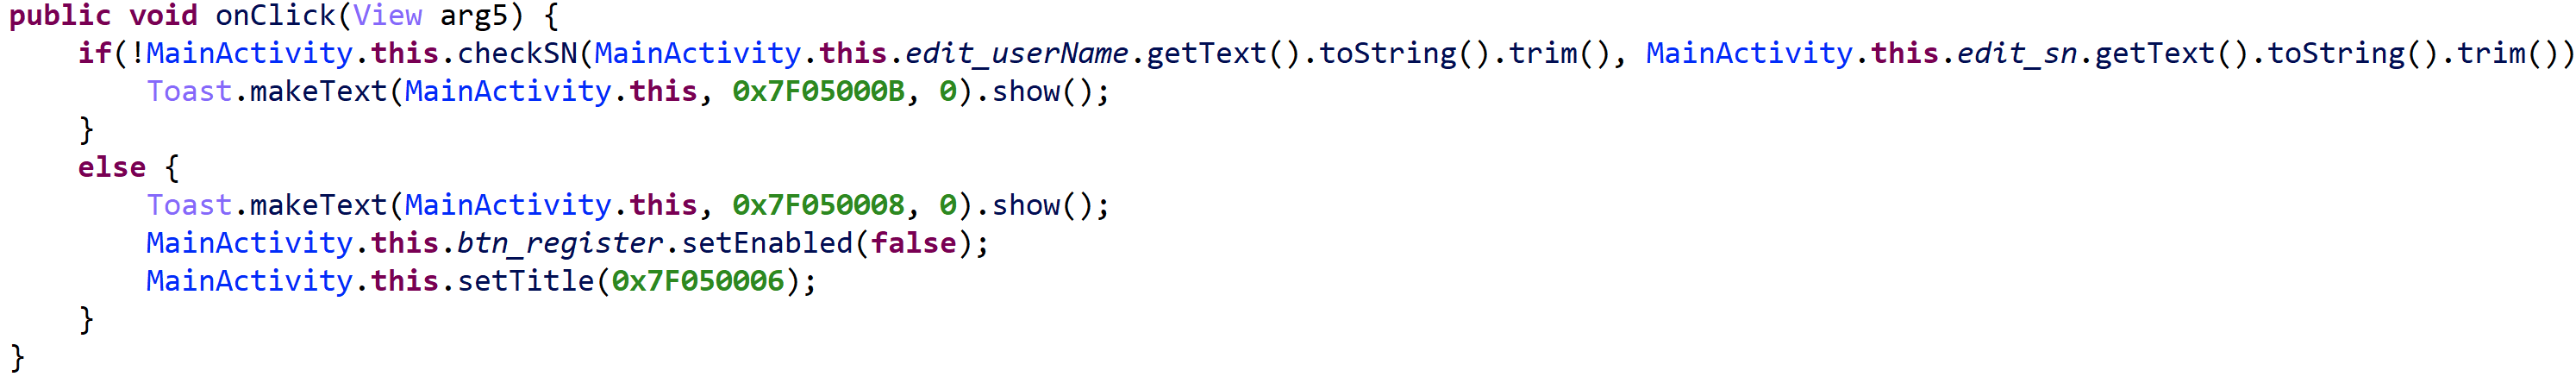 public void onClick(View arg5) {
    if(!MainActivity.this.checkSN(MainActivity.this.edit_userName.getText().toString().trim(), MainActivity.this.edit_sn.getText().toString().trim())
        Toast.makeText(MainActivity.this, 0x7F05000B, 0).show();
    }
    else {
        Toast.makeText(MainActivity.this, 0x7F050008, 0).show();
        MainActivity.this.btn_register.setEnabled(false);
        MainActivity.this.setTitle(0x7F050006);
    }
}